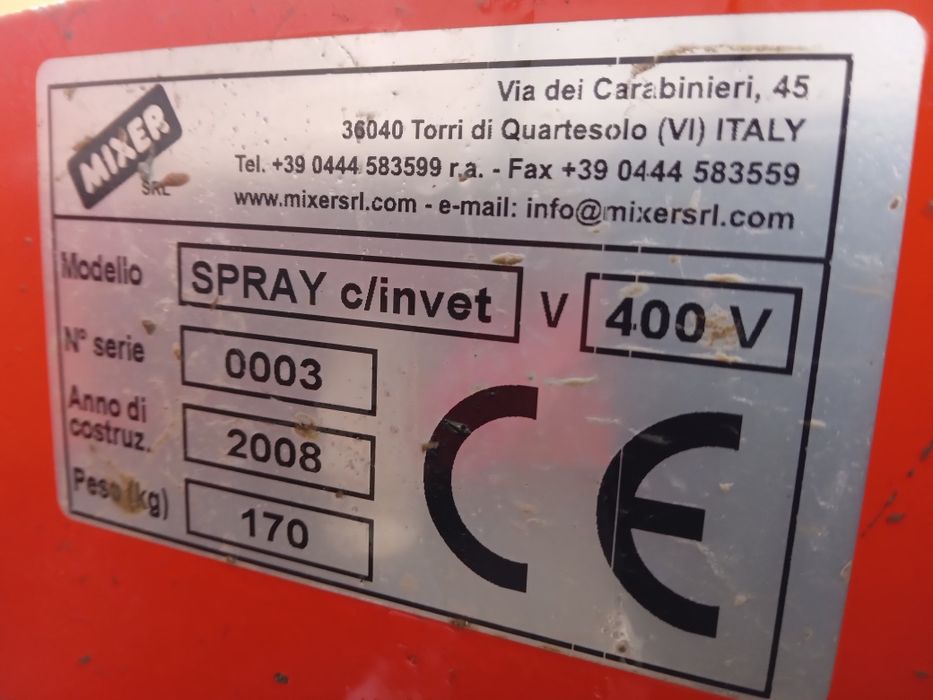 MIXER
SRL
Via dei Carabinieri, 45
36040 Torri di Quartesolo (VI) ITALY
Tel. +39 0444 583599 r.a. - Fax +39 0444 583559
www.mixersrl.com - e-mail: info@mixersrl.com
Modello SPRAY c/invet V 400 V
N° serie 0003
Anno di
costruz. 2008
Peso (kg) 170
CE